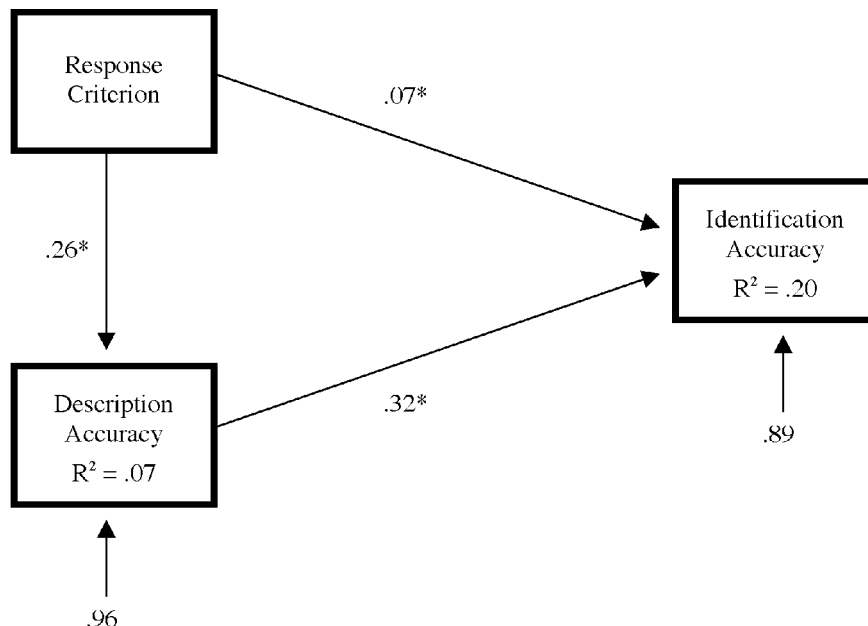 Response
Criterion
.07*
.26*
Identification
Accuracy
R² = .20
Description
Accuracy
R² = .07
.32*
.89
.96